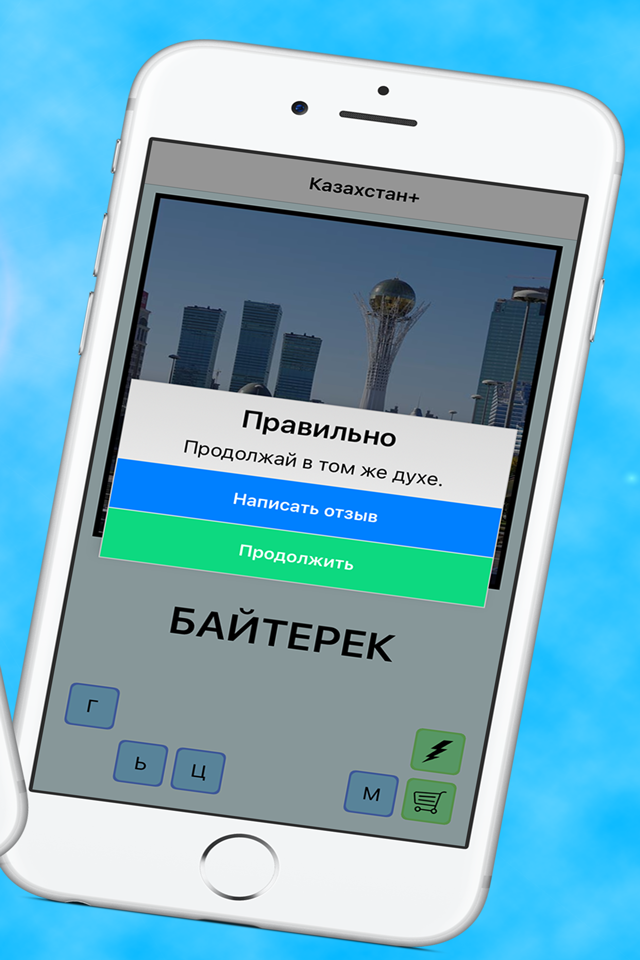 Казахстан+
Правильно
Продолжай в том же духе.
Написать отзыв
Продолжить
БАЙТЕРЕК
Г
Ь Ц М